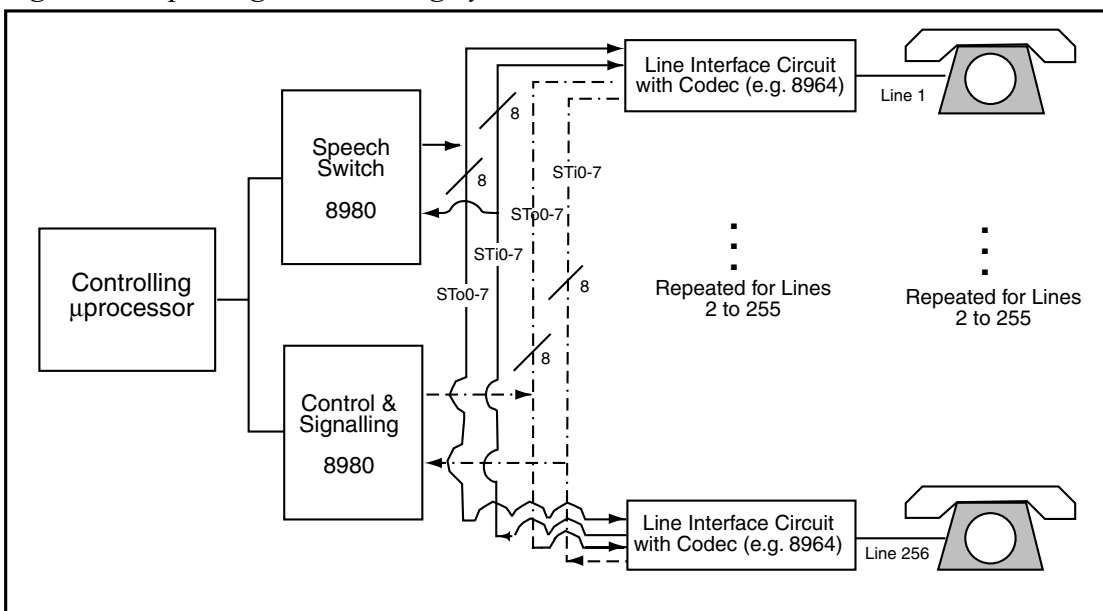 Speech
Switch
8980
Controlling
μprocessor
Control &
Signalling
8980
8
8
STo0-7
STi0-7
STo0-7
STi0-7
8
8
Line Interface Circuit
with Codec (e.g. 8964)
Line 1
Repeated for Lines
2 to 255
Repeated for Lines
2 to 255
Line Interface Circuit
with Codec (e.g. 8964)
Line 256